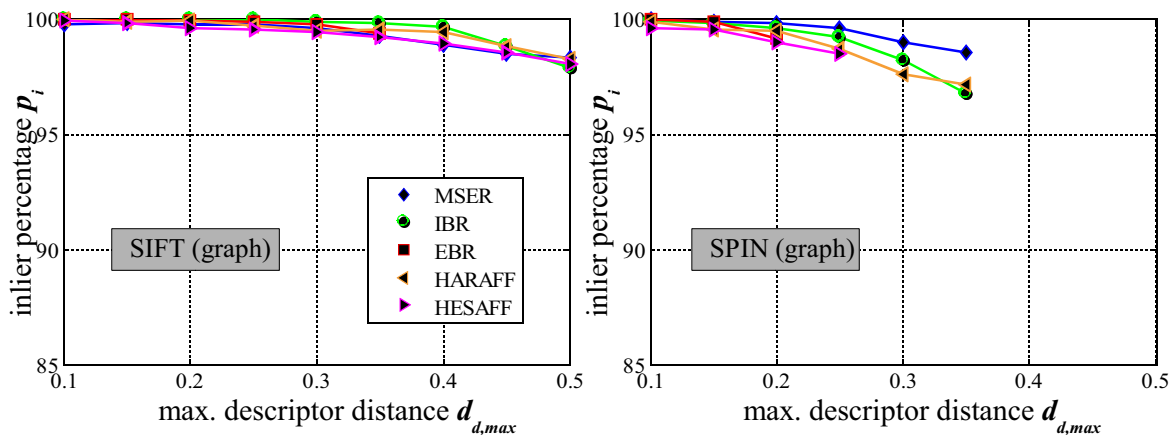 100
95
90
85
0.1
0.2
0.3
0.4
0.5
inlier percentage p_i
max. descriptor distance d_d,max
SIFT (graph)
MSER
IBR
EBR
HARAFF
HESAFF
100
95
90
85
0.1
0.2
0.3
0.4
0.5
inlier percentage p_i
max. descriptor distance d_d,max
SPIN (graph)